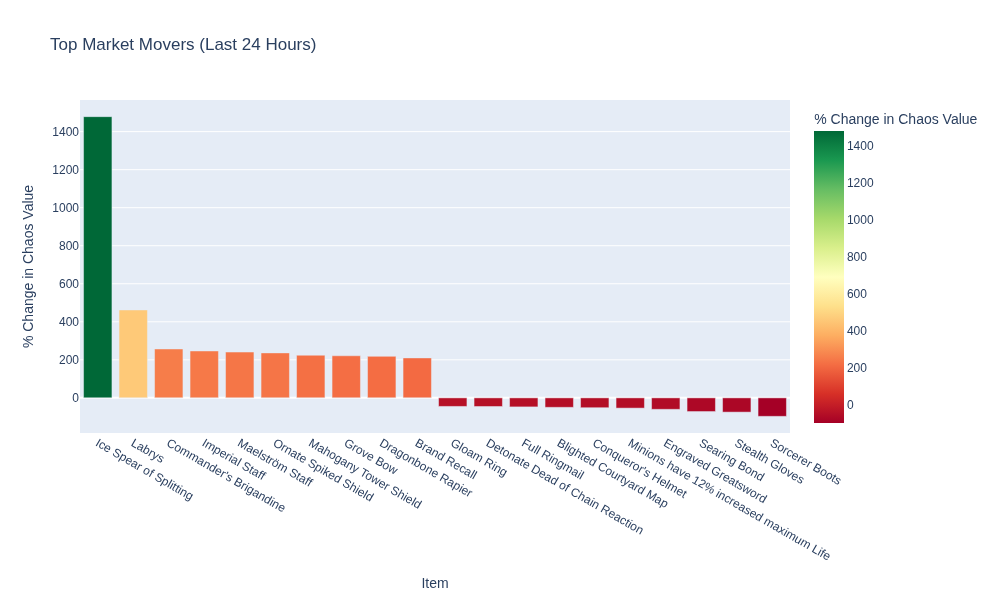 Top Market Movers (Last 24 Hours)
% Change in Chaos Value
1400
1200
1000
800
600
400
200
0
Ice Spear of Splitting
Labrys
Commander's Brigandine
Imperial Staff
Maelström Staff
Ornate Spiked Shield
Mahogany Tower Shield
Grove Bow
Dragonbone Rapier
Brand Recall
Gloam Ring
Detonate Dead of Chain Reaction
Full Ringmail
Blighted Courtyard Map
Conqueror's Helmet
Minions have 12% increased maximum Life
Engraved Greatsword
Searing Bond
Stealth Gloves
Sorcerer Boots
Item
% Change in Chaos Value
1400
1200
1000
800
600
400
200
0